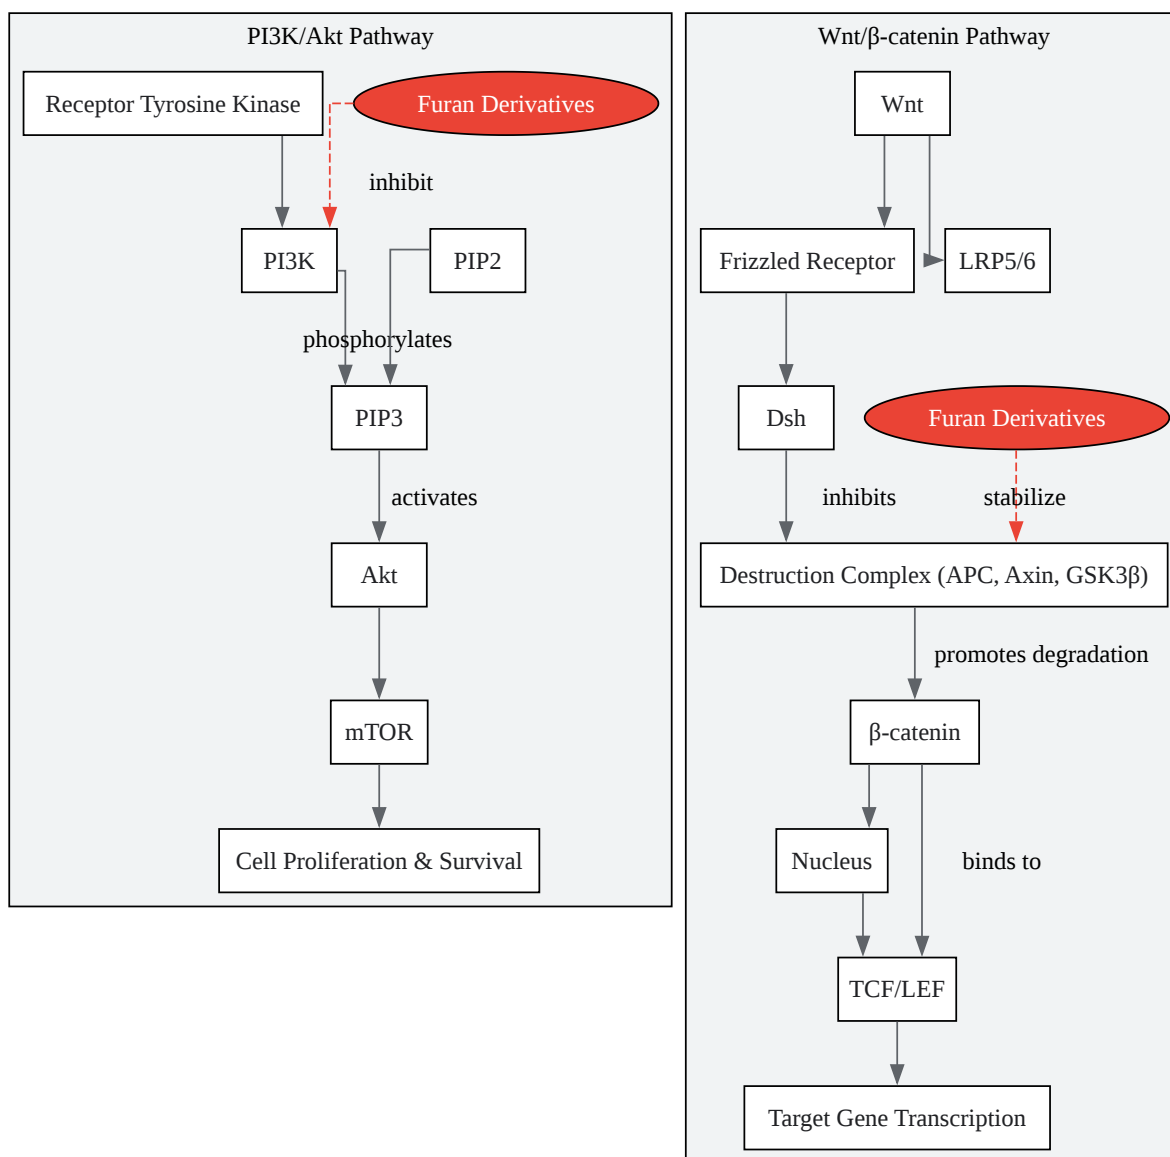 PI3K/Akt Pathway
Receptor Tyrosine Kinase
Furan Derivatives
inhibit
PI3K
PIP2
phosphorylates
PIP3
activates
Akt
mTOR
Cell Proliferation & Survival
Wnt/β-catenin Pathway
Wnt
Frizzled Receptor
LRP5/6
Dsh
Furan Derivatives
inhibits
stabilize
Destruction Complex (APC, Axin, GSK3β)
promotes degradation
β-catenin
Nucleus
binds to
TCF/LEF
Target Gene Transcription